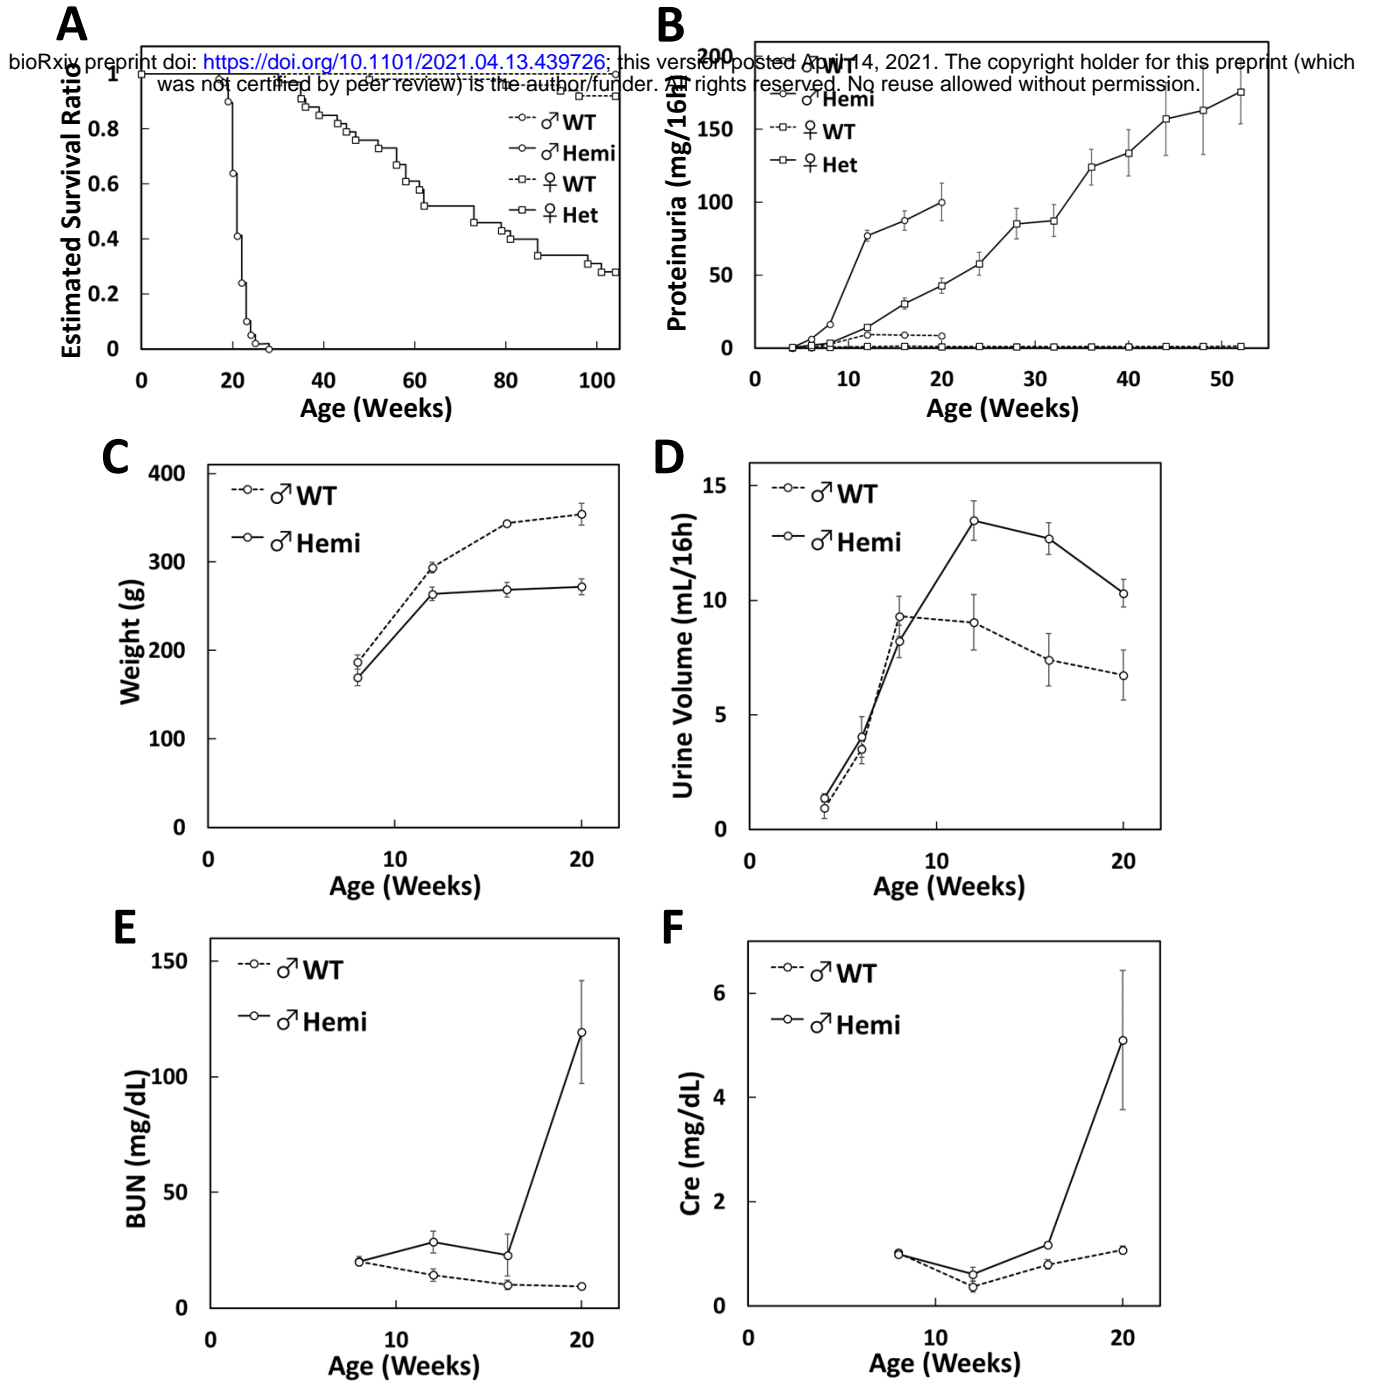 A
B
bioRxiv preprint doi: https://doi.org/10.1101/2021.04.13.439726; this version posted April 14, 2021. The copyright holder for this preprint (which
was not certified by peer review) is the author/funder. All rights reserved. No reuse allowed without permission.
Estimated Survival Ratio
1
0.8
0.6
0.4
0.2
0
0 20 40 60 80 100
Age (Weeks)
♂WT
♂Hemi
♀WT
♀Het
Proteinuria (mg/16h)
200
150
100
50
0
0 10 20 30 40 50
Age (Weeks)
♂WT
♂Hemi
♀WT
♀Het
C
Weight (g)
400
300
200
100
0
0 10 20
Age (Weeks)
♂WT
♂Hemi
D
Urine Volume (mL/16h)
15
10
5
0
0 10 20
Age (Weeks)
♂WT
♂Hemi
E
BUN (mg/dL)
150
100
50
0
0 10 20
Age (Weeks)
♂WT
♂Hemi
F
Cre (mg/dL)
6
4
2
0
0 10 20
Age (Weeks)
♂WT
♂Hemi